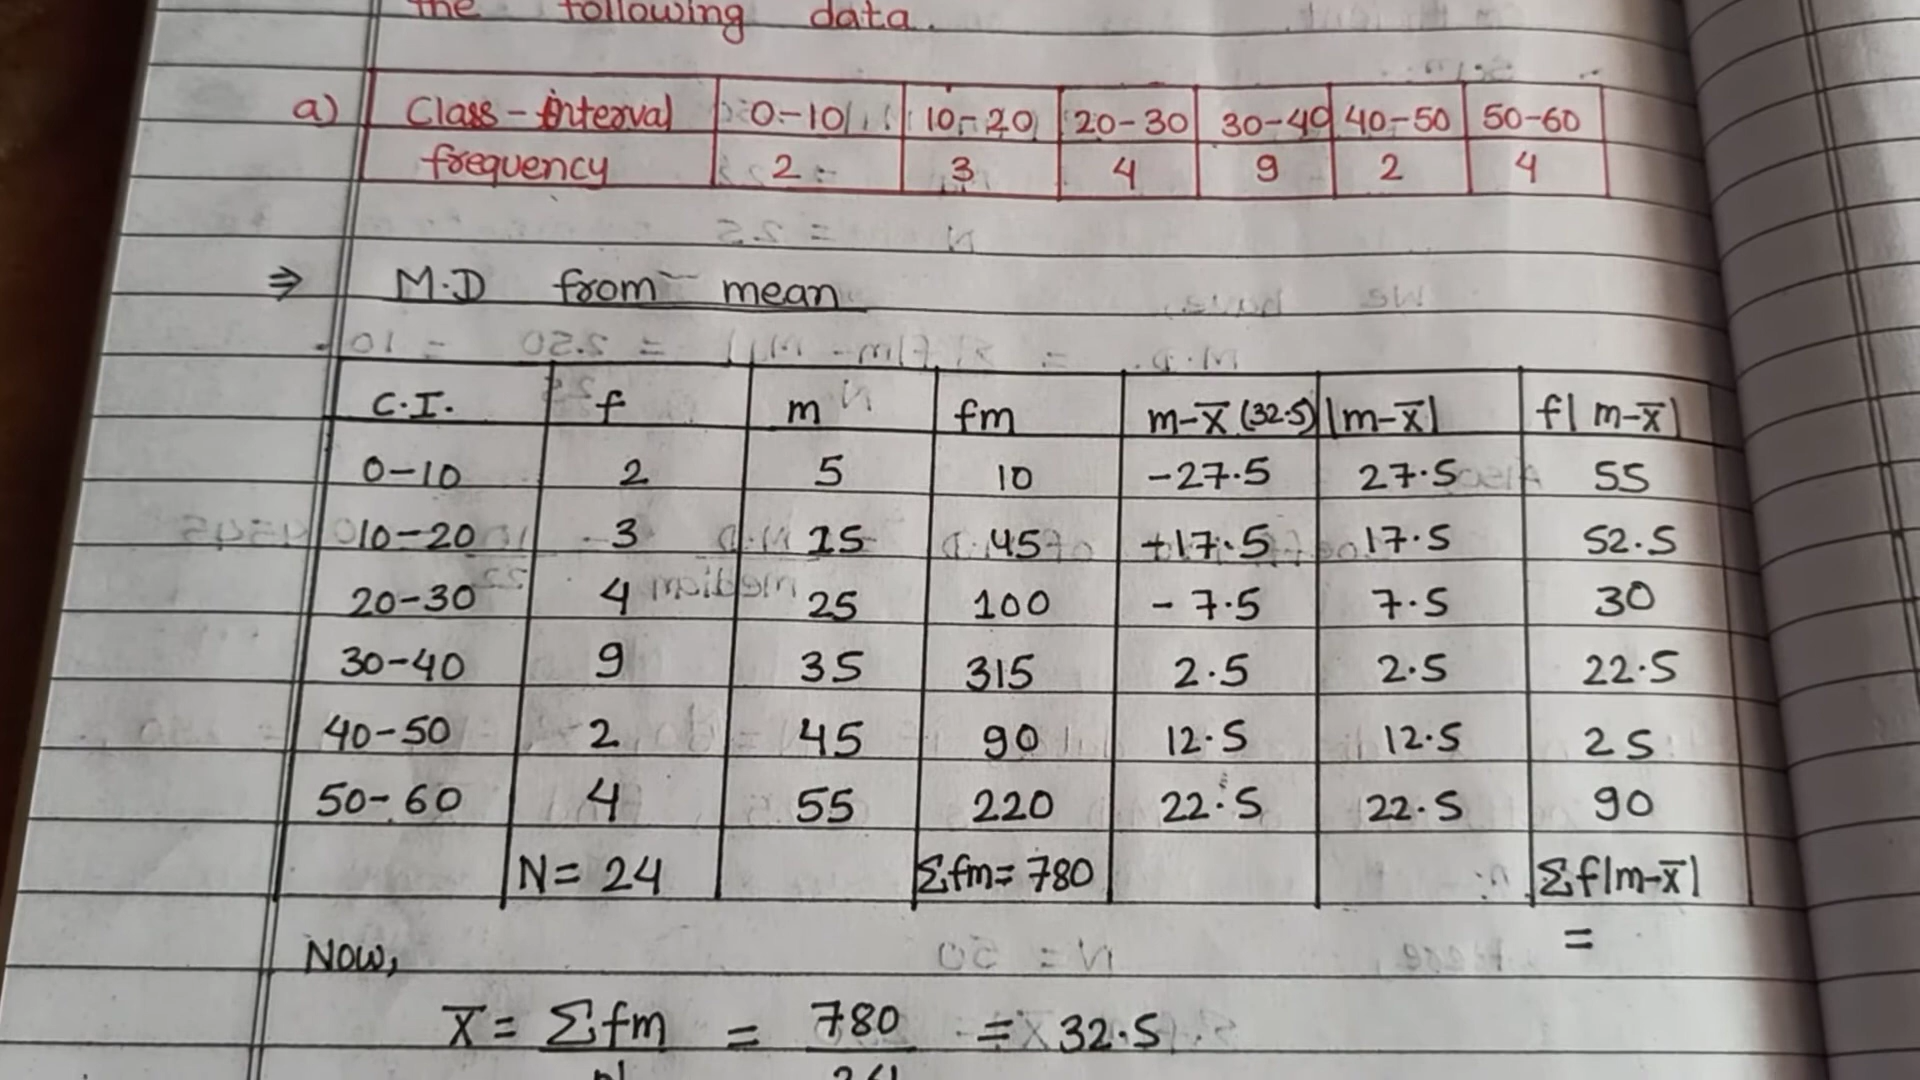 the following data.
a) Class-interval 0-10 10-20 20-30 30-40 40-50 50-60
frequency 2 3 4 9 2 4
⇒ M.D from mean
C.I. f m fm m-x̅ (32.5) |m-x̅| f|m-x̅|
0-10 2 5 10 -27.5 27.5 55
10-20 3 15 45 +17.5 17.5 52.5
20-30 4 25 100 -7.5 7.5 30
30-40 9 35 315 2.5 2.5 22.5
40-50 2 45 90 12.5 12.5 25
50-60 4 55 220 22.5 22.5 90
N= 24 Σfm= 780 Σf|m-x̅|
=
Now,
X̅ = Σfm = 780 = 32.5
N 24